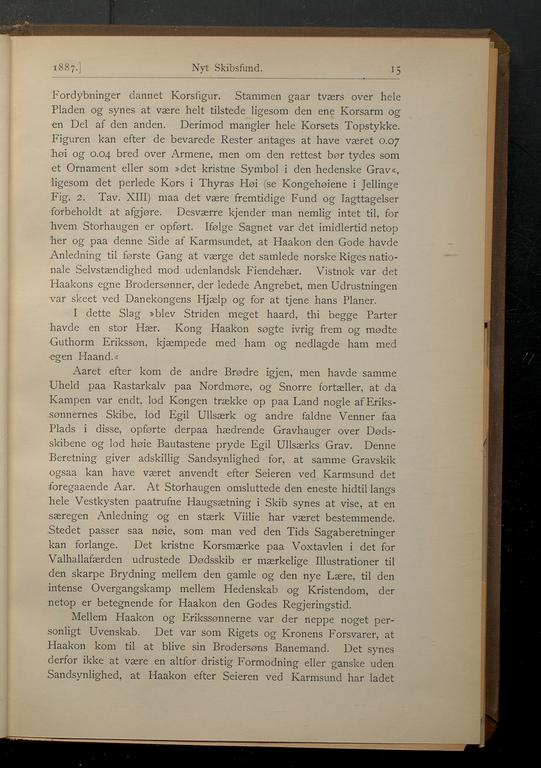 1887.] Nyt Skibsfund. 15
Fordybninger dannet Korsfigur. Stammen gaar tværs over hele
Pladen og synes at være helt tilstede ligesom den ene Korsarm og
en Del af den anden. Derimod mangler hele Korsets Topstykke.
Figuren kan efter de bevarede Rester antages at have været 0.07
høi og 0.04 bred over Armene, men om den rettest bør tydes som
et Ornament eller som »det kristne Symbol i den hedenske Grav«,
ligesom det perlede Kors i Thyras Høi (se Kongehøiene i Jellinge
Fig. 2. Tav. XIII) maa det være fremtidige Fund og Iagttagelser
forbeholdt at afgjøre. Desværre kjender man nemlig intet til, for
hvem Storhaugen er opført. Ifølge Sagnet var det imidlertid netop
her og paa denne Side af Karmsundet, at Haakon den Gode havde
Anledning til første Gang at værge det samlede norske Riges natio-
nale Selvstændighed mod udenlandsk Fiendehær. Vistnok var det
Haakons egne Brodersønner, der ledede Angrebet, men Udrustningen
var skeet ved Danekongens Hjælp og for at tjene hans Planer.
I dette Slag »blev Striden meget haard, thi begge Parter
havde en stor Hær. Kong Haakon søgte ivrig frem og mødte
Guthorm Eriksson, kjæmpede med ham og nedlagde ham med
egen Haand.«
Aaret efter kom de andre Brødre igjen, men havde samme
Uheld paa Rastarkalv paa Nordmøre, og Snorre fortæller, at da
Kampen var endt, lod Kongen trække op paa Land nogle af Eriks-
sønnernes Skibe, lod Egil Ullsærk og andre faldne Venner faa
Plads i disse, opførte derpaa hædrende Gravhauger over Døds-
skibene og lod høie Bautastene pryde Egil Ullsærks Grav. Denne
Beretning giver adskillig Sandsynlighed for, at samme Gravskik
ogsaa kan have været anvendt efter Seieren ved Karmsund det
foregaaende Aar. At Storhaugen omsluttede den eneste hidtil langs
hele Vestkysten paatrufne Haugsætning i Skib synes at vise, at en
særegen Anledning og en stærk Viilie har været bestemmende.
Stedet passer saa nøie, som man ved den Tids Sagaberetninger
kan forlange. Det kristne Korsmærke paa Voxtavlen i det for
Valhallafærden udrustede Dødsskib er mærkelige Illustrationer til
den skarpe Brydning mellem den gamle og den nye Lære, til den
intense Overgangskamp mellem Hedenskab og Kristendom, der
netop er betegnende for Haakon den Godes Regjeringstid.
Mellem Haakon og Erikssønnerne var der neppe noget per-
sonligt Uvenskab. Det var som Rigets og Kronens Forsvarer, at
Haakon kom til at blive sin Brodersøns Banemand. Det synes
derfor ikke at være en altfor dristig Formodning eller ganske uden
Sandsynlighed, at Haakon efter Seieren ved Karmsund har ladet